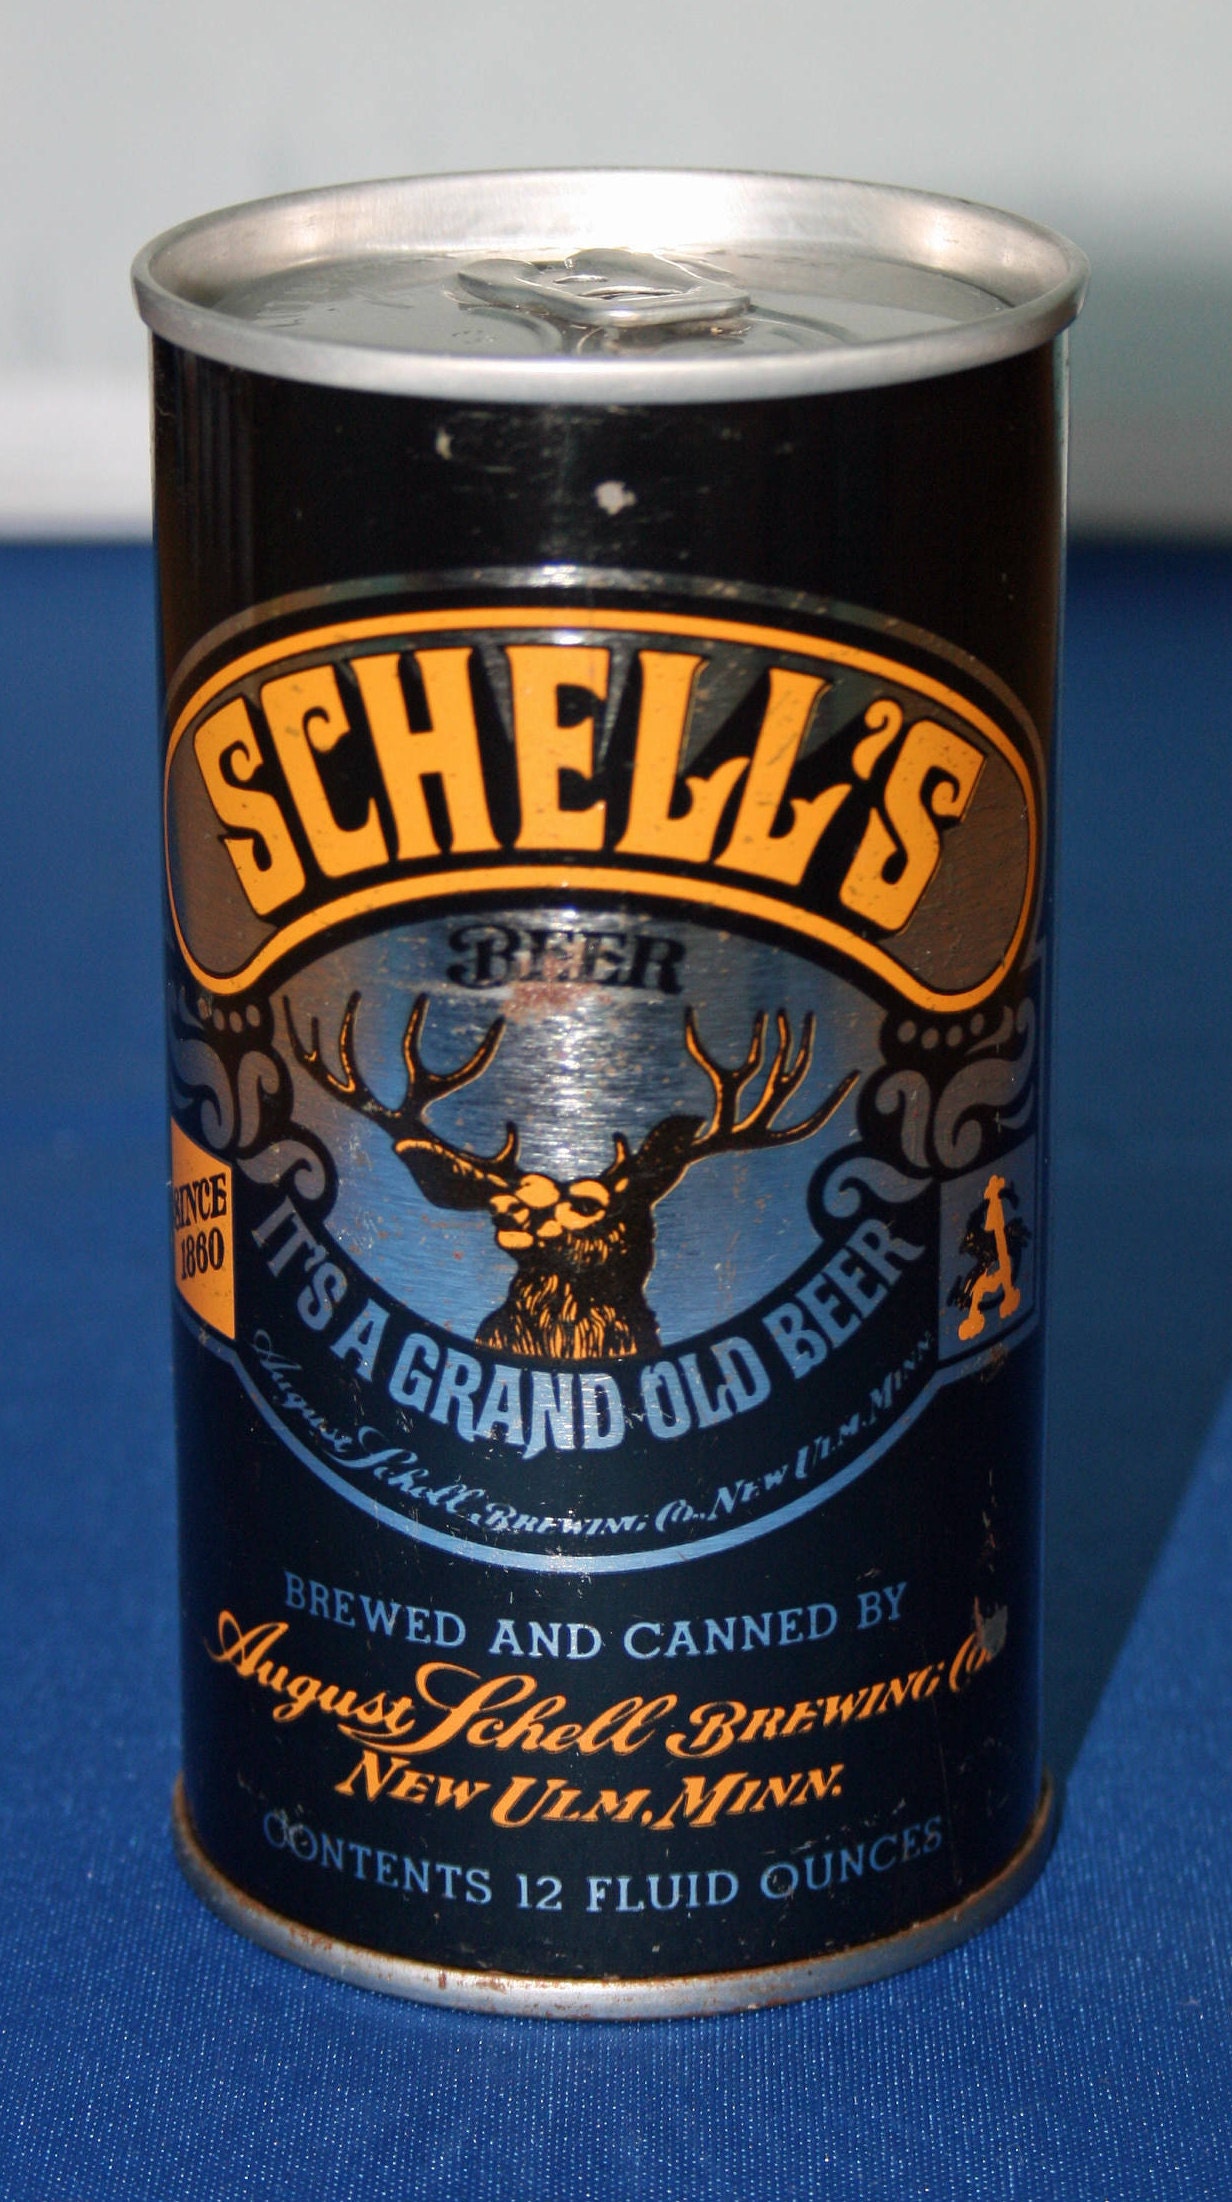 SCHELL'S
BEER
SINCE
1860
A
IT'S A GRAND OLD BEER
August Schell BREWING Co., NEW ULM, MINN.
BREWED AND CANNED BY
August Schell BREWING Co.
NEW ULM, MINN.
CONTENTS 12 FLUID OUNCES